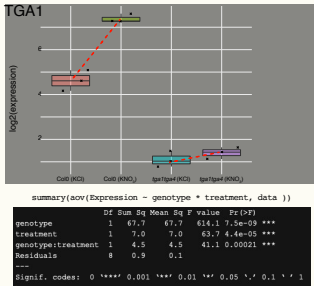 TGA1
log2(expression)
6
4
2
Col0 (KCl)
Col0 (KNO₃)
tga1tga4 (KCl)
tga1tga4 (KNO₃)
summary(aov(Expression ~ genotype * treatment, data ))
Df Sum Sq Mean Sq F value Pr(>F)
genotype 1 67.7 67.7 614.1 7.5e-09 ***
treatment 1 7.0 7.0 63.7 4.4e-05 ***
genotype:treatment 1 4.5 4.5 41.1 0.00021 ***
Residuals 8 0.9 0.1
---
Signif. codes: 0 '***' 0.001 '**' 0.01 '*' 0.05 '.' 0.1 ' ' 1